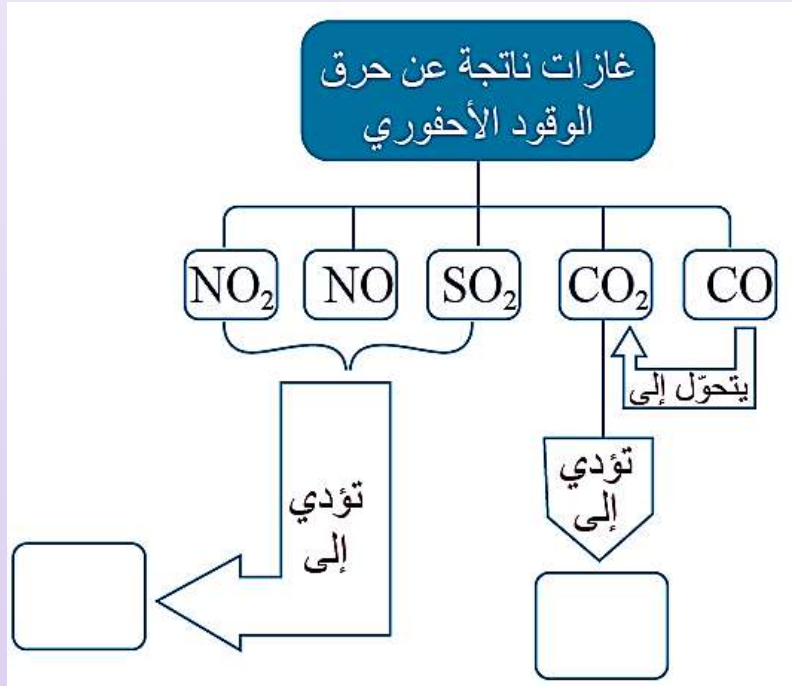 غازات ناتجة عن حرق
الوقود الأحفوري
CO
CO₂
SO₂
NO
NO₂
يتحوّل إلى
تؤدي
إلى
تؤدي
إلى